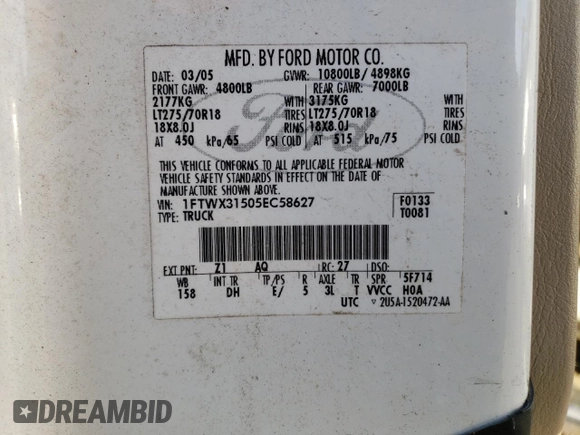 MFD. BY FORD MOTOR CO.
DATE: 03/05 GVWR: 10800LB/ 4898KG
FRONT GAWR: 4800LB REAR GAWR: 7000LB
2177KG WITH 3175KG WITH
LT275/70R18 TIRES LT275/70R18 TIRES
18X8.0J RIMS 18X8.0J RIMS
AT 450 kPa/65 PSI COLD AT 515 kPa/75 PSI COLD
THIS VEHICLE CONFORMS TO ALL APPLICABLE FEDERAL MOTOR
VEHICLE SAFETY STANDARDS IN EFFECT ON THE DATE OF
MANUFACTURE SHOWN ABOVE.
VIN: 1FTWX31505EC58627 F0133
TYPE: TRUCK T0081
Ford
EXT PNT: Z1 AQ RC: 27 DSO:
WB INT TR TP/PS R AXLE TR SPR 5F714
158 DH E/ 5 3L T VVCC H0A
UTC 2U5A-1520472-AA
DREAMBID